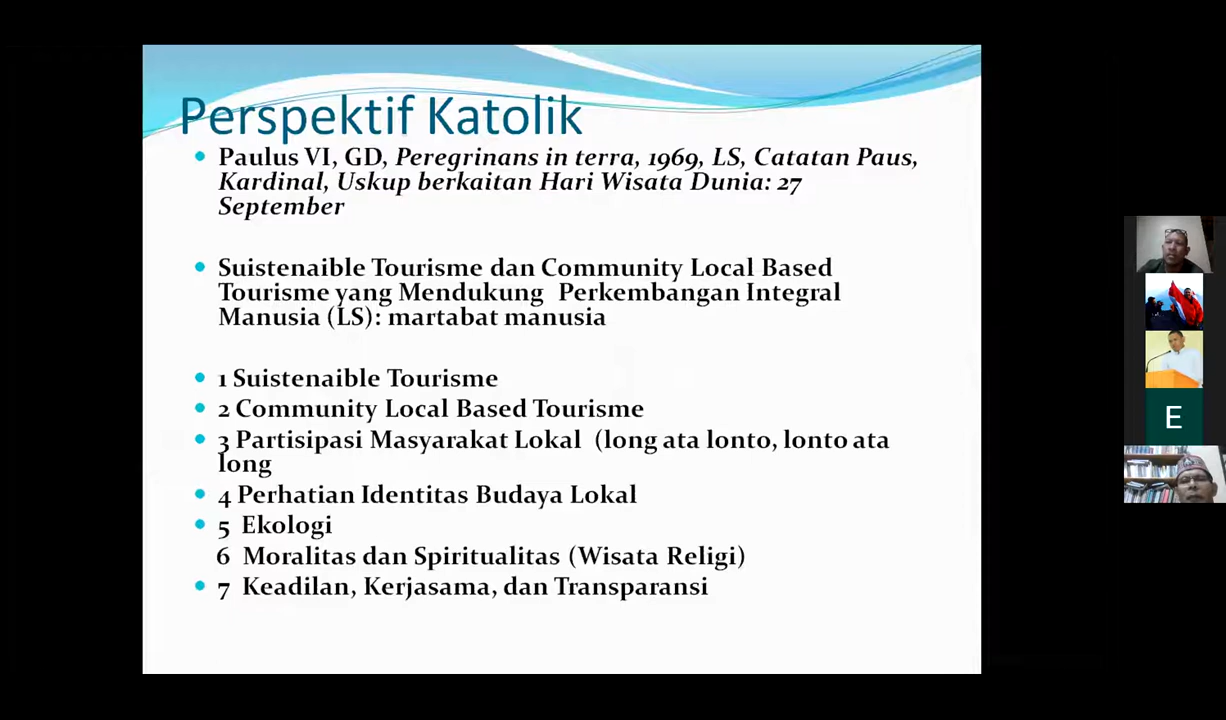 Perspektif Katolik
Paulus VI, GD, Peregrinans in terra, 1969, LS, Catatan Paus,
Kardinal, Uskup berkaitan Hari Wisata Dunia: 27
September
Suistenaible Tourisme dan Community Local Based
Tourisme yang Mendukung Perkembangan Integral
Manusia (LS): martabat manusia
1 Suistenaible Tourisme
2 Community Local Based Tourisme
3 Partisipasi Masyarakat Lokal (long ata lonto, lonto ata
long
4 Perhatian Identitas Budaya Lokal
5 Ekologi
6 Moralitas dan Spiritualitas (Wisata Religi)
7 Keadilan, Kerjasama, dan Transparansi
E